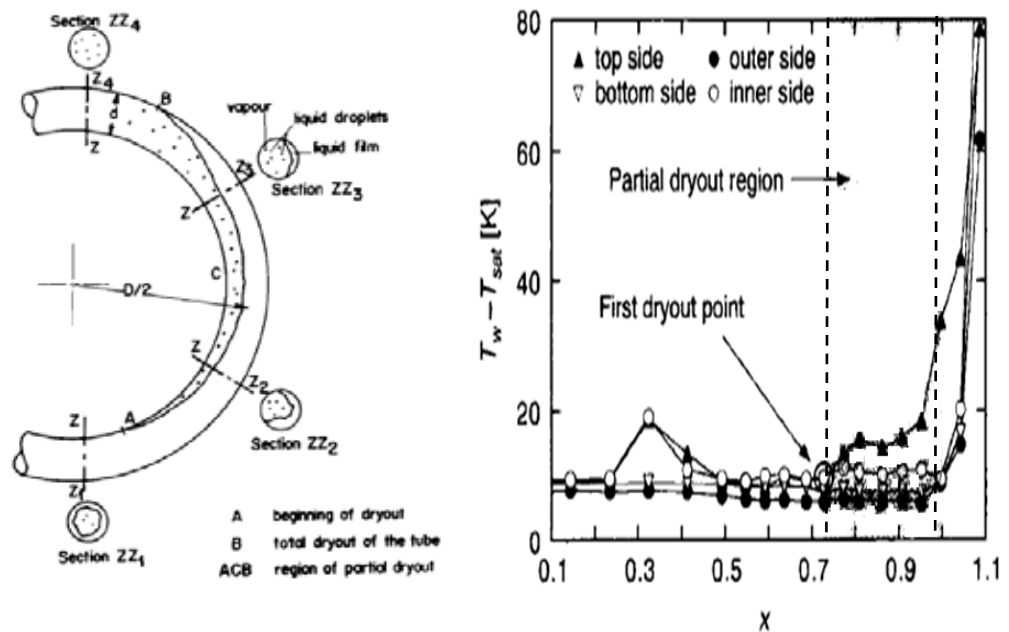 Section ZZ4
Z4
B
d
Z
vapour
liquid droplets
liquid film
Z3
Section ZZ3
Z
C
D/2
Z
Z2
Section ZZ2
Z
A
Z1
Section ZZ1
A beginning of dryout
B total dryout of the tube
ACB region of partial dryout
80
60
40
20
0
Tw − Tsat [K]
▲ top side ● outer side
▽ bottom side ○ inner side
Partial dryout region
First dryout point
0.1 0.3 0.5 0.7 0.9 1.1
x